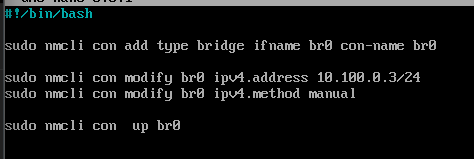 #!/bin/bash
sudo nmcli con add type bridge ifname br0 con-name br0
sudo nmcli con modify br0 ipv4.address 10.100.0.3/24
sudo nmcli con modify br0 ipv4.method manual
sudo nmcli con  up br0